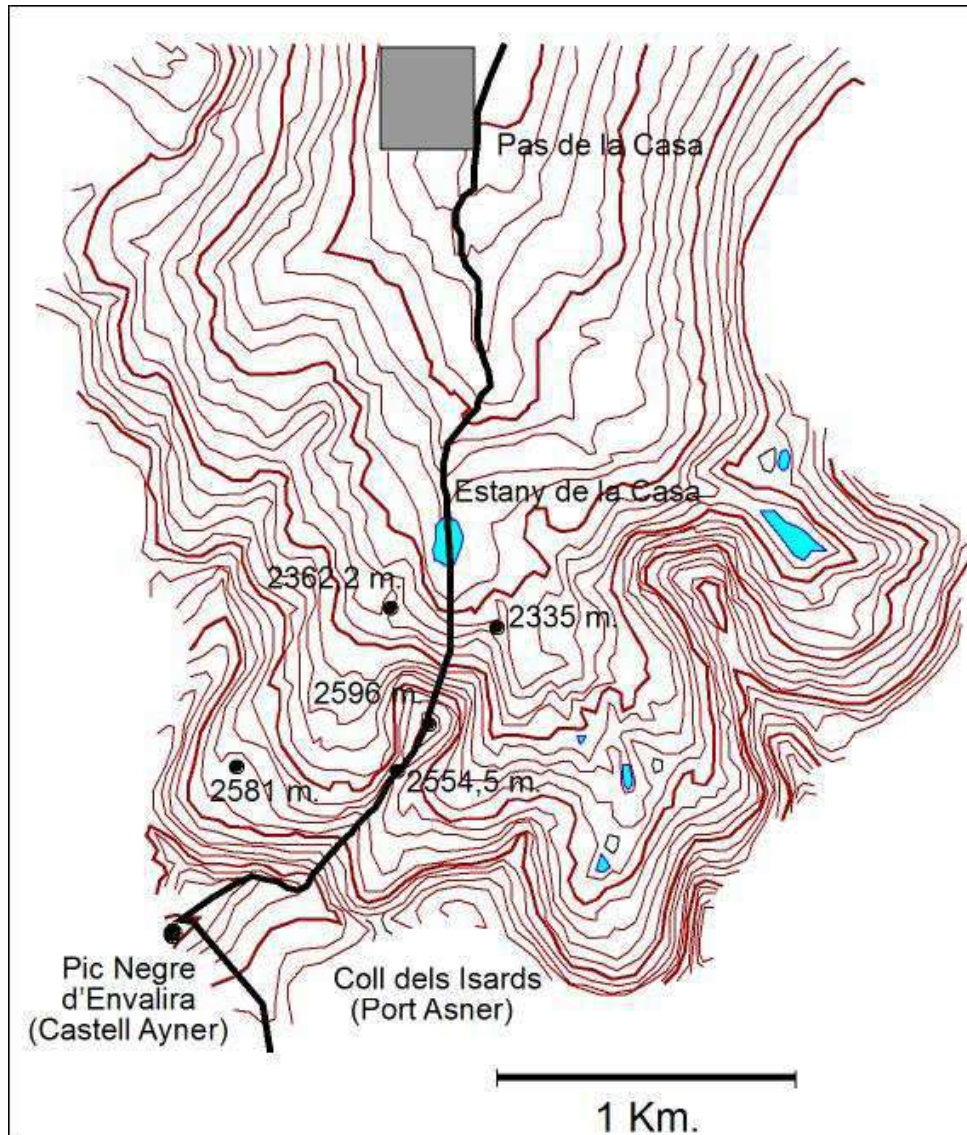 Pas de la Casa
Estany de la Casa
2362,2 m.
2335 m.
2596 m.
2581 m.
2554,5 m.
Pic Negre
d'Envalira
(Castell Ayner)
Coll dels Isards
(Port Asner)
1 Km.